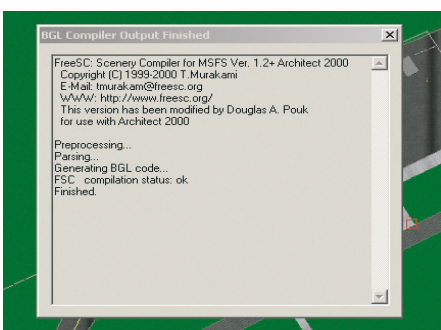 BGL Compiler Output Finished
FreeSC: Scenery Compiler for MSFS Ver. 1.2+ Architect 2000
Copyright (C) 1999-2000 T.Murakami
E-Mail: tmurakam@freesc.org
WWW: http://www.freesc.org/
This version has been modified by Douglas A. Pouk
for use with Architect 2000
Preprocessing...
Parsing...
Generating BGL code...
FSC compilation status: ok
Finished.